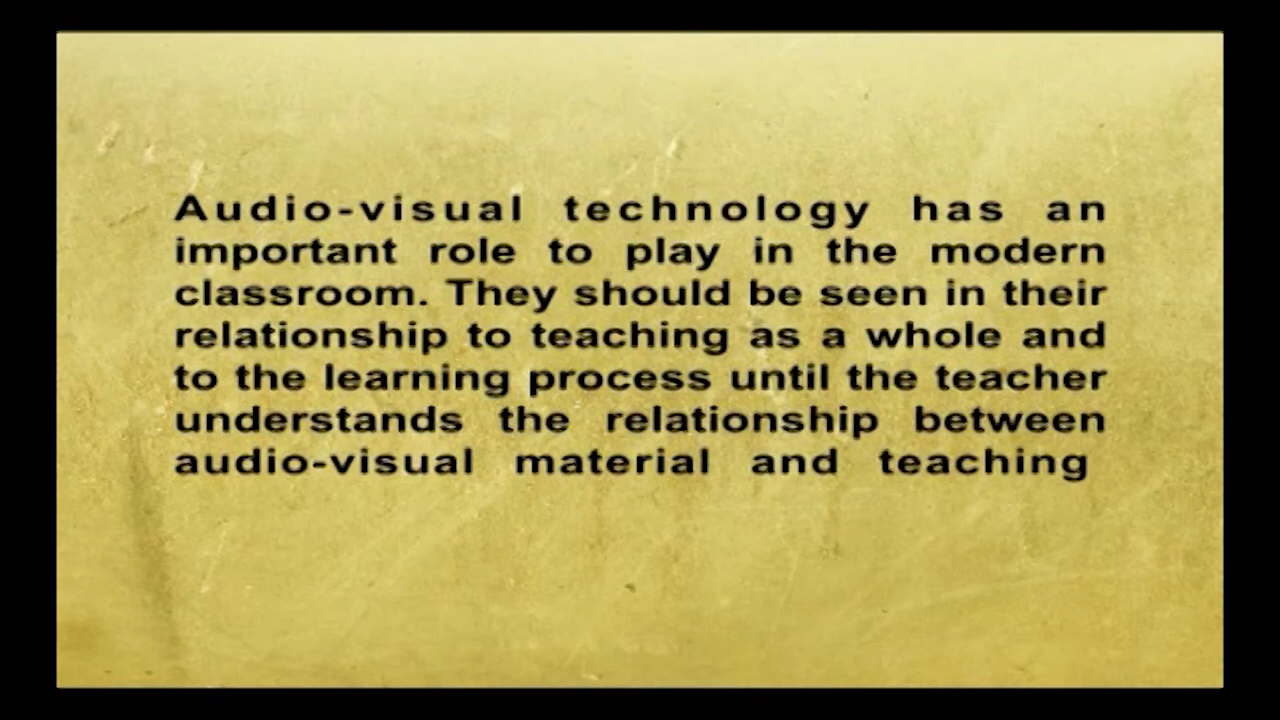 Audio-visual technology has an
important role to play in the modern
classroom. They should be seen in their
relationship to teaching as a whole and
to the learning process until the teacher
understands the relationship between
audio-visual material and teaching